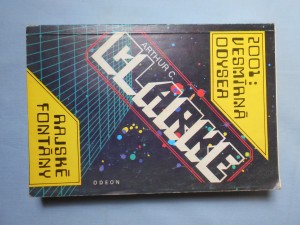 2001:
VESMÍRNÁ
ODYSEA
ARTHUR C.
CLARKE
RAJSKÉ
FONTÁNY
ODEON